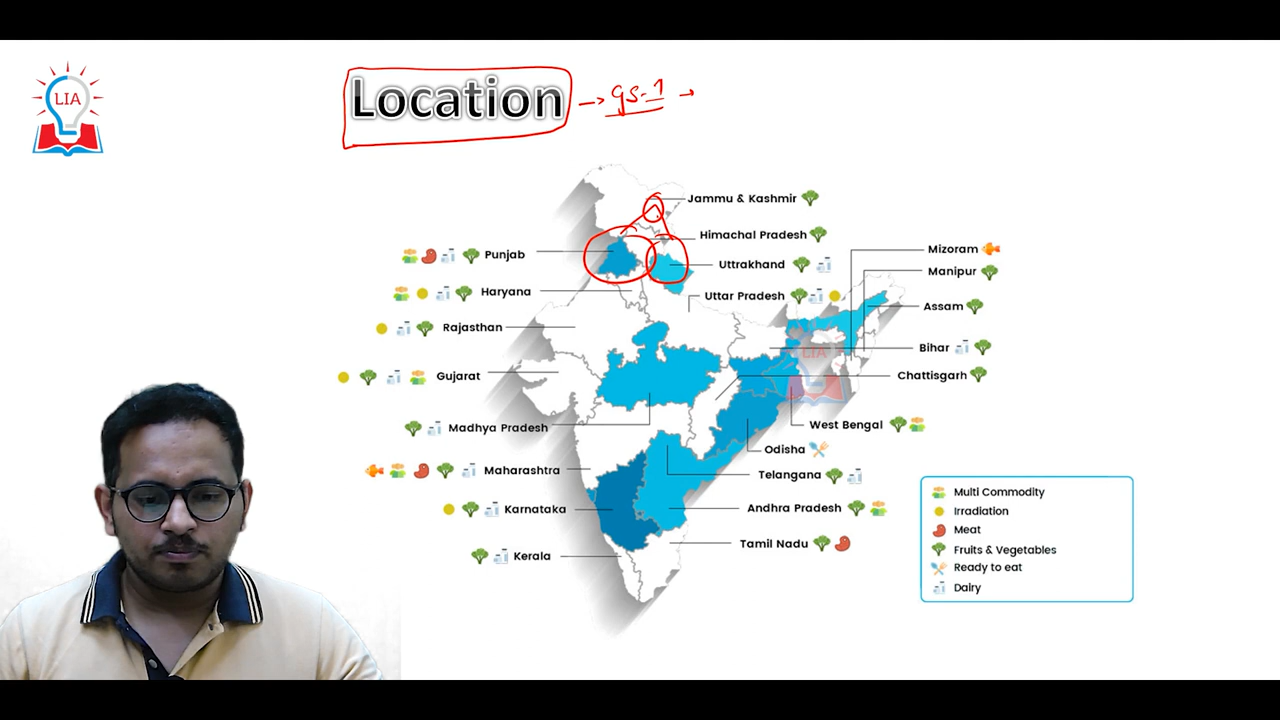 LIA
Location → GS-1 →
Jammu & Kashmir
Himachal Pradesh
Mizoram
Punjab
Uttrakhand
Manipur
Haryana
Uttar Pradesh
Assam
Rajasthan
Bihar
LIA
Gujarat
Chattisgarh
Madhya Pradesh
West Bengal
Odisha
Maharashtra
Telangana
Karnataka
Andhra Pradesh
Kerala
Tamil Nadu
Multi Commodity
Irradiation
Meat
Fruits & Vegetables
Ready to eat
Dairy